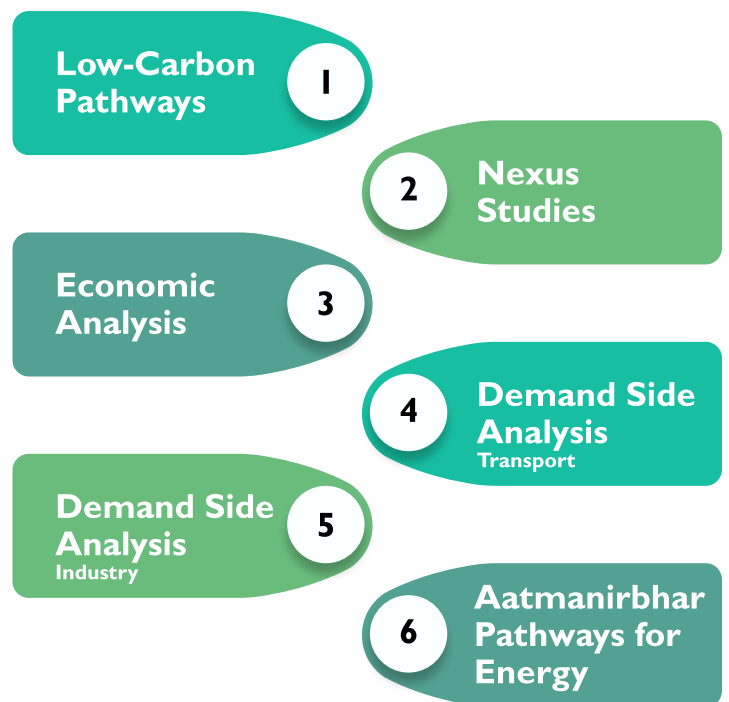 Low-Carbon
Pathways
1
2
Nexus
Studies
Economic
Analysis
3
4
Demand Side
Analysis
Transport
Demand Side
Analysis
Industry
5
6
Aatmanirbhar
Pathways for
Energy